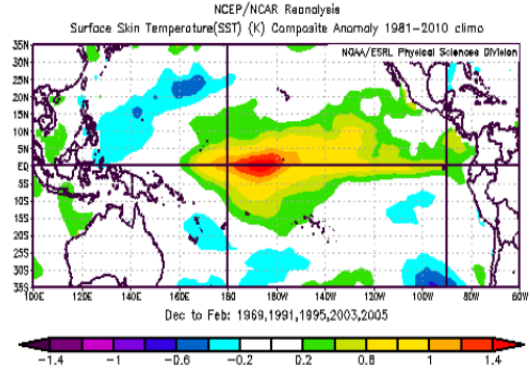 NCEP/NCAR Reanalysis
Surface Skin Temperature(SST) (K) Composite Anomaly 1981-2010 climo
NOAA/ESRL Physical Sciences Division
35N
30N
25N
20N
15N
10N
5N
EQ
5S
10S
15S
20S
25S
30S
35S
100E 120E 140E 160E 180 160W 140W 120W 100W 80W 60W
Dec to Feb: 1969,1991,1995,2003,2005
-1.4 -1 -0.6 -0.2 0.2 0.6 1 1.4